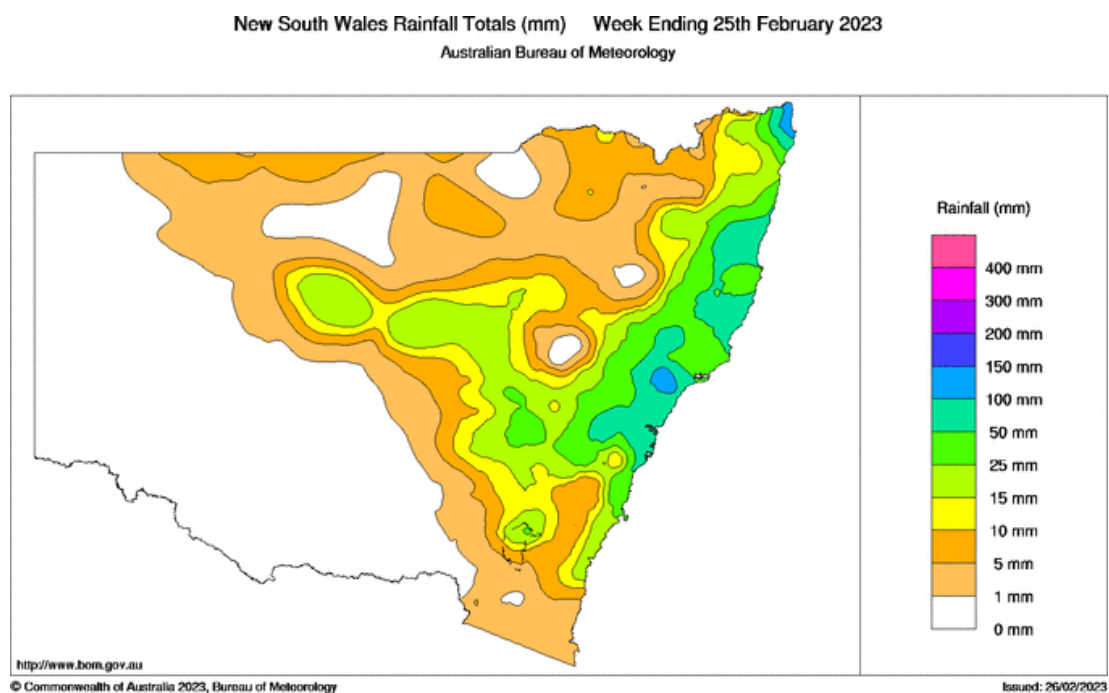 New South Wales Rainfall Totals (mm) Week Ending 25th February 2023
Australian Bureau of Meteorology
Rainfall (mm)
400 mm
300 mm
200 mm
150 mm
100 mm
50 mm
25 mm
15 mm
10 mm
5 mm
1 mm
0 mm
http://www.bom.gov.au
© Commonwealth of Australia 2023, Bureau of Meteorology
Issued: 26/02/2023